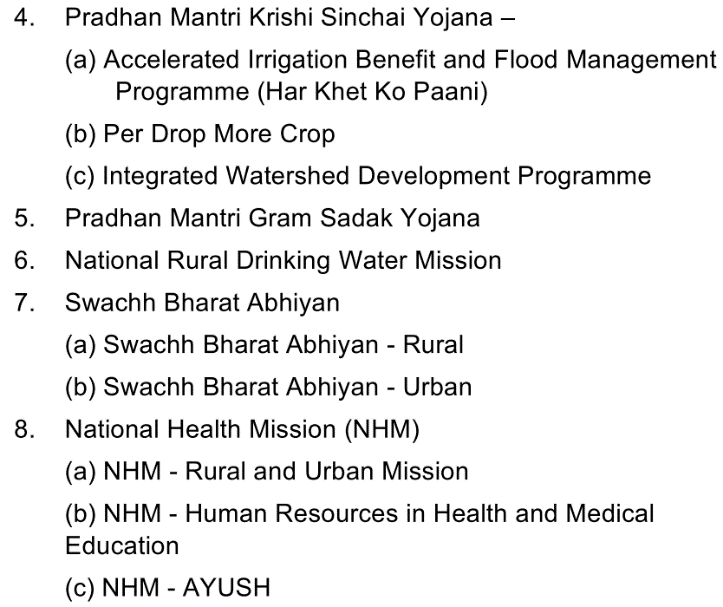 4. Pradhan Mantri Krishi Sinchai Yojana –
(a) Accelerated Irrigation Benefit and Flood Management
Programme (Har Khet Ko Paani)
(b) Per Drop More Crop
(c) Integrated Watershed Development Programme
5. Pradhan Mantri Gram Sadak Yojana
6. National Rural Drinking Water Mission
7. Swachh Bharat Abhiyan
(a) Swachh Bharat Abhiyan - Rural
(b) Swachh Bharat Abhiyan - Urban
8. National Health Mission (NHM)
(a) NHM - Rural and Urban Mission
(b) NHM - Human Resources in Health and Medical
Education
(c) NHM - AYUSH